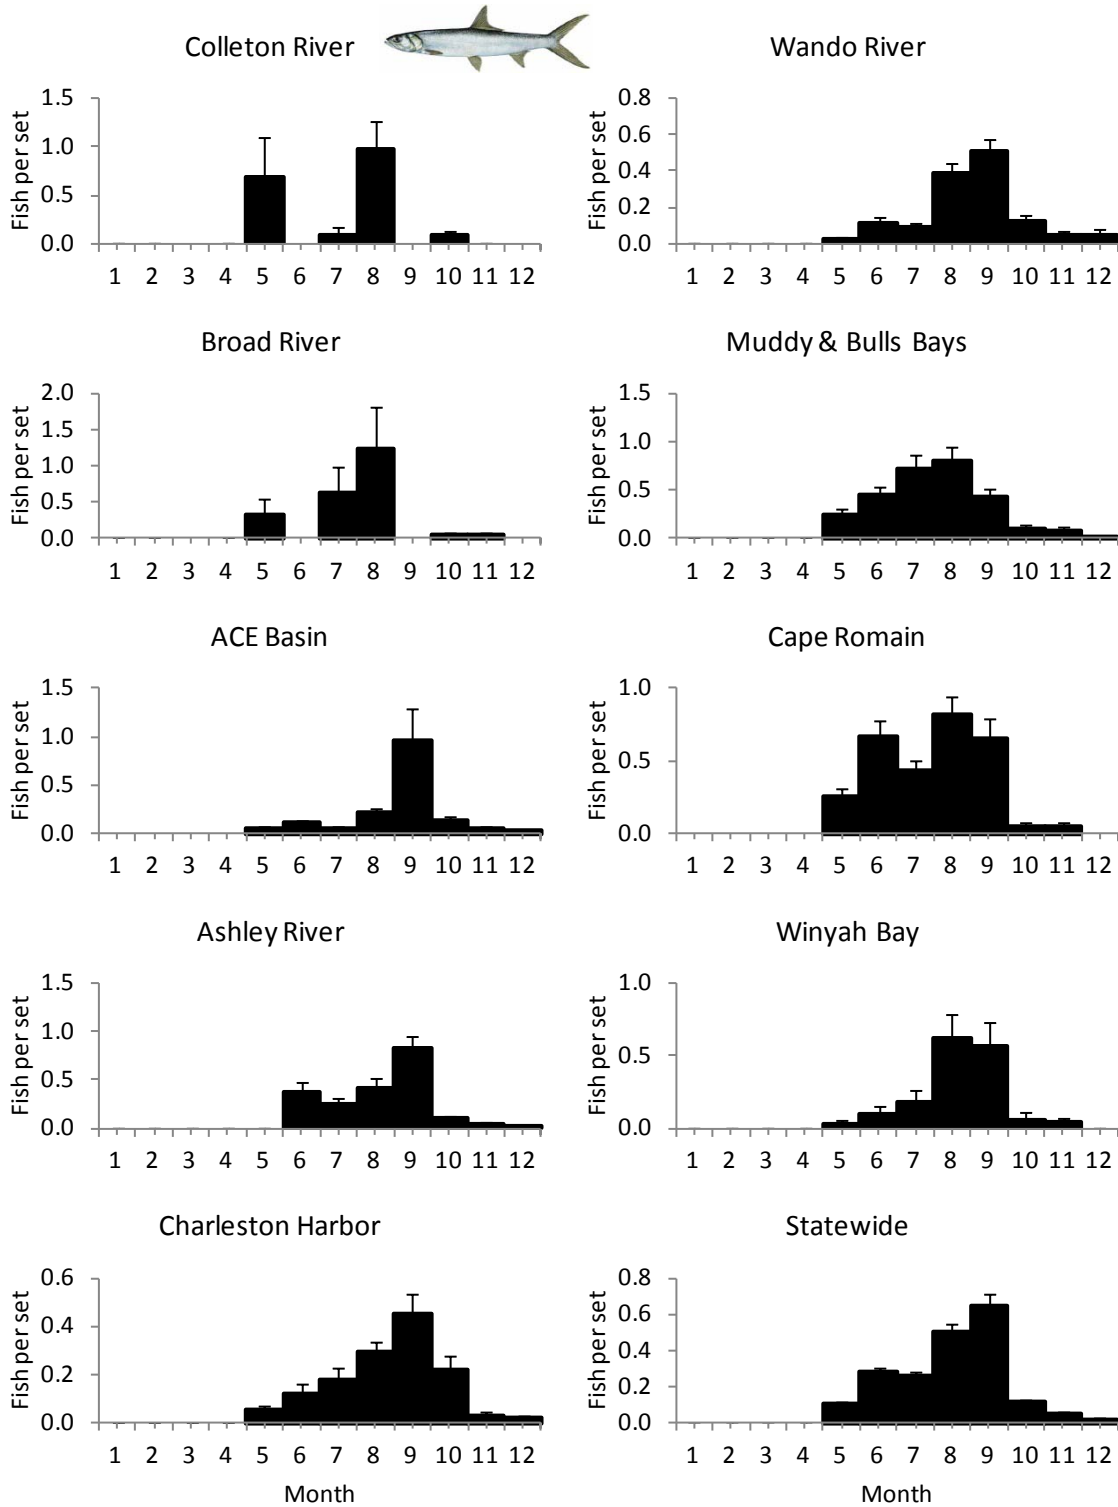 Colleton River
Fish per set
1.5
1.0
0.5
0.0
1 2 3 4 5 6 7 8 9 10 11 12
Wando River
Fish per set
0.8
0.6
0.4
0.2
0.0
1 2 3 4 5 6 7 8 9 10 11 12
Broad River
Fish per set
2.0
1.5
1.0
0.5
0.0
1 2 3 4 5 6 7 8 9 10 11 12
Muddy & Bulls Bays
Fish per set
1.5
1.0
0.5
0.0
1 2 3 4 5 6 7 8 9 10 11 12
ACE Basin
Fish per set
1.5
1.0
0.5
0.0
1 2 3 4 5 6 7 8 9 10 11 12
Cape Romain
Fish per set
1.0
0.5
0.0
1 2 3 4 5 6 7 8 9 10 11 12
Ashley River
Fish per set
1.5
1.0
0.5
0.0
1 2 3 4 5 6 7 8 9 10 11 12
Winyah Bay
Fish per set
1.0
0.5
0.0
1 2 3 4 5 6 7 8 9 10 11 12
Charleston Harbor
Fish per set
0.6
0.4
0.2
0.0
1 2 3 4 5 6 7 8 9 10 11 12
Month
Statewide
Fish per set
0.8
0.6
0.4
0.2
0.0
1 2 3 4 5 6 7 8 9 10 11 12
Month